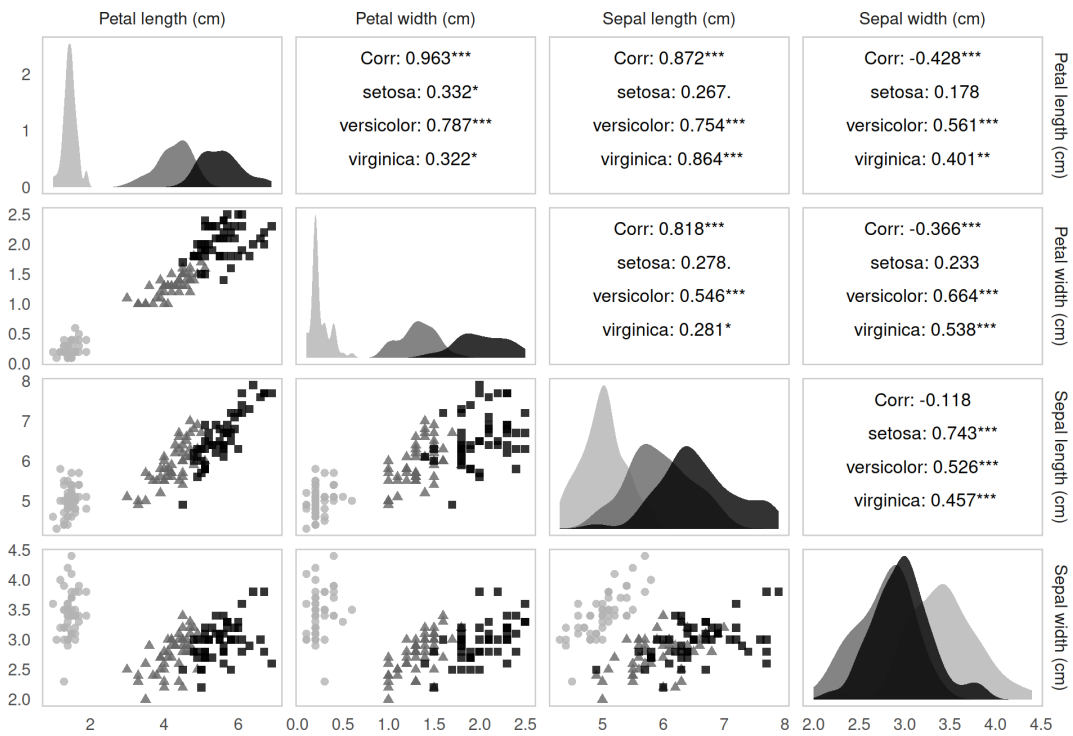 Petal length (cm) Petal width (cm) Sepal length (cm) Sepal width (cm)
Corr: 0.963*** Corr: 0.872*** Corr: -0.428***
setosa: 0.332* setosa: 0.267. setosa: 0.178
versicolor: 0.787*** versicolor: 0.754*** versicolor: 0.561***
virginica: 0.322* virginica: 0.864*** virginica: 0.401**
2
1
0
Petal length (cm)
Corr: 0.818*** Corr: -0.366***
setosa: 0.278. setosa: 0.233
versicolor: 0.546*** versicolor: 0.664***
virginica: 0.281* virginica: 0.538***
2.5
2.0
1.5
1.0
0.5
0.0
Petal width (cm)
Corr: -0.118
setosa: 0.743***
versicolor: 0.526***
virginica: 0.457***
8
7
6
5
Sepal length (cm)
4.5
4.0
3.5
3.0
2.5
2.0
Sepal width (cm)
2 4 6 0.0 0.5 1.0 1.5 2.0 2.5 5 6 7 8 2.0 2.5 3.0 3.5 4.0 4.5